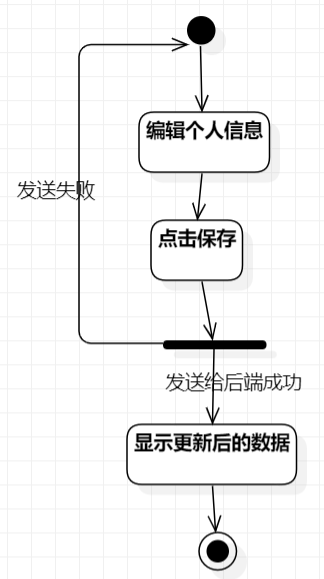 编辑个人信息
发送失败
点击保存
发送给后端成功
显示更新后的数据